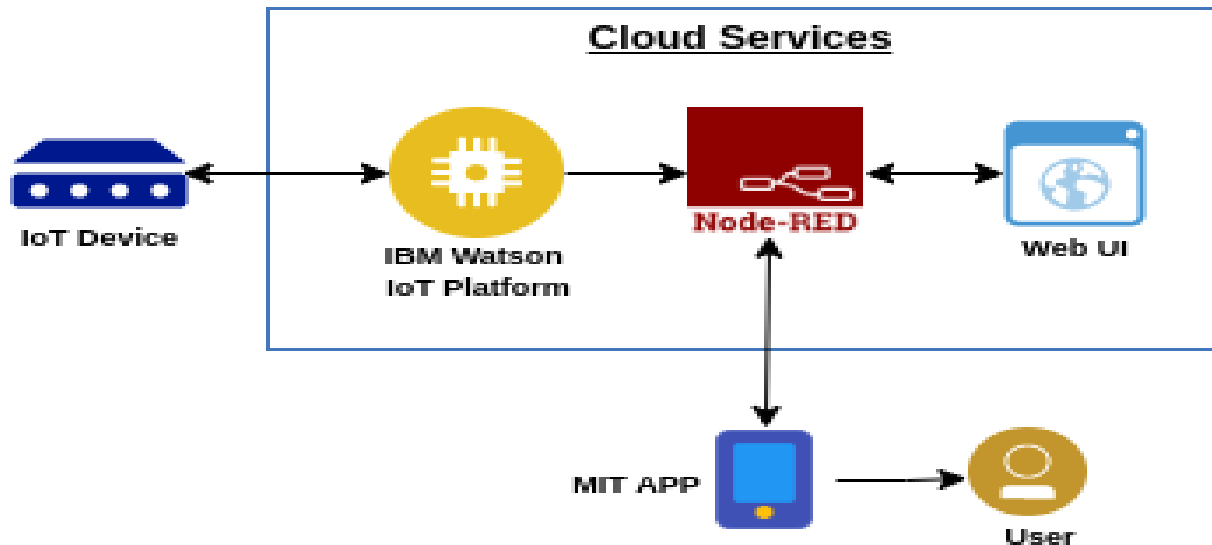 Cloud Services
IoT Device
IBM Watson
IoT Platform
Node-RED
Web UI
MIT APP
User